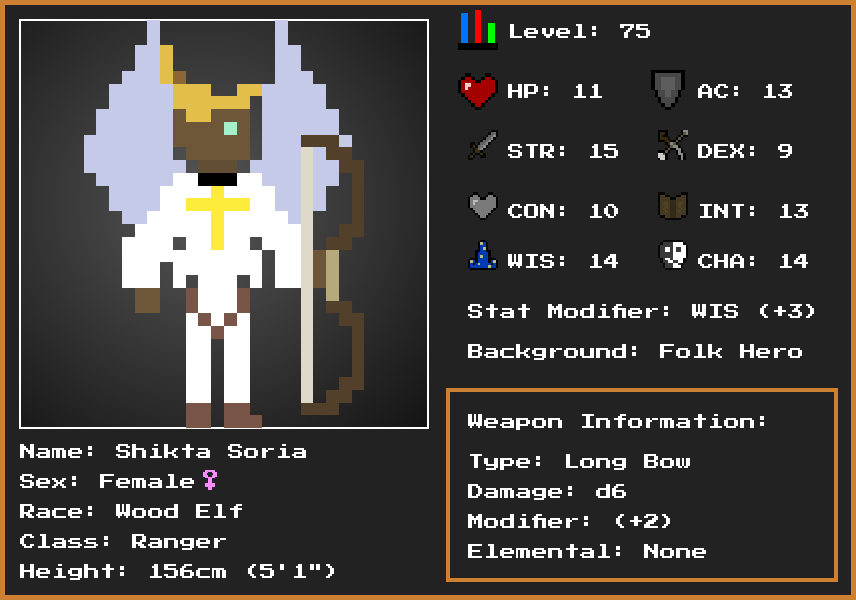 Level: 75
HP: 11
AC: 13
STR: 15
DEX: 9
CON: 10
INT: 13
WIS: 14
CHA: 14
Stat Modifier: WIS (+3)
Background: Folk Hero
Weapon Information:
Type: Long Bow
Damage: d6
Modifier: (+2)
Elemental: None
Name: Shikta Soria
Sex: Female♀
Race: Wood Elf
Class: Ranger
Height: 156cm (5'1")